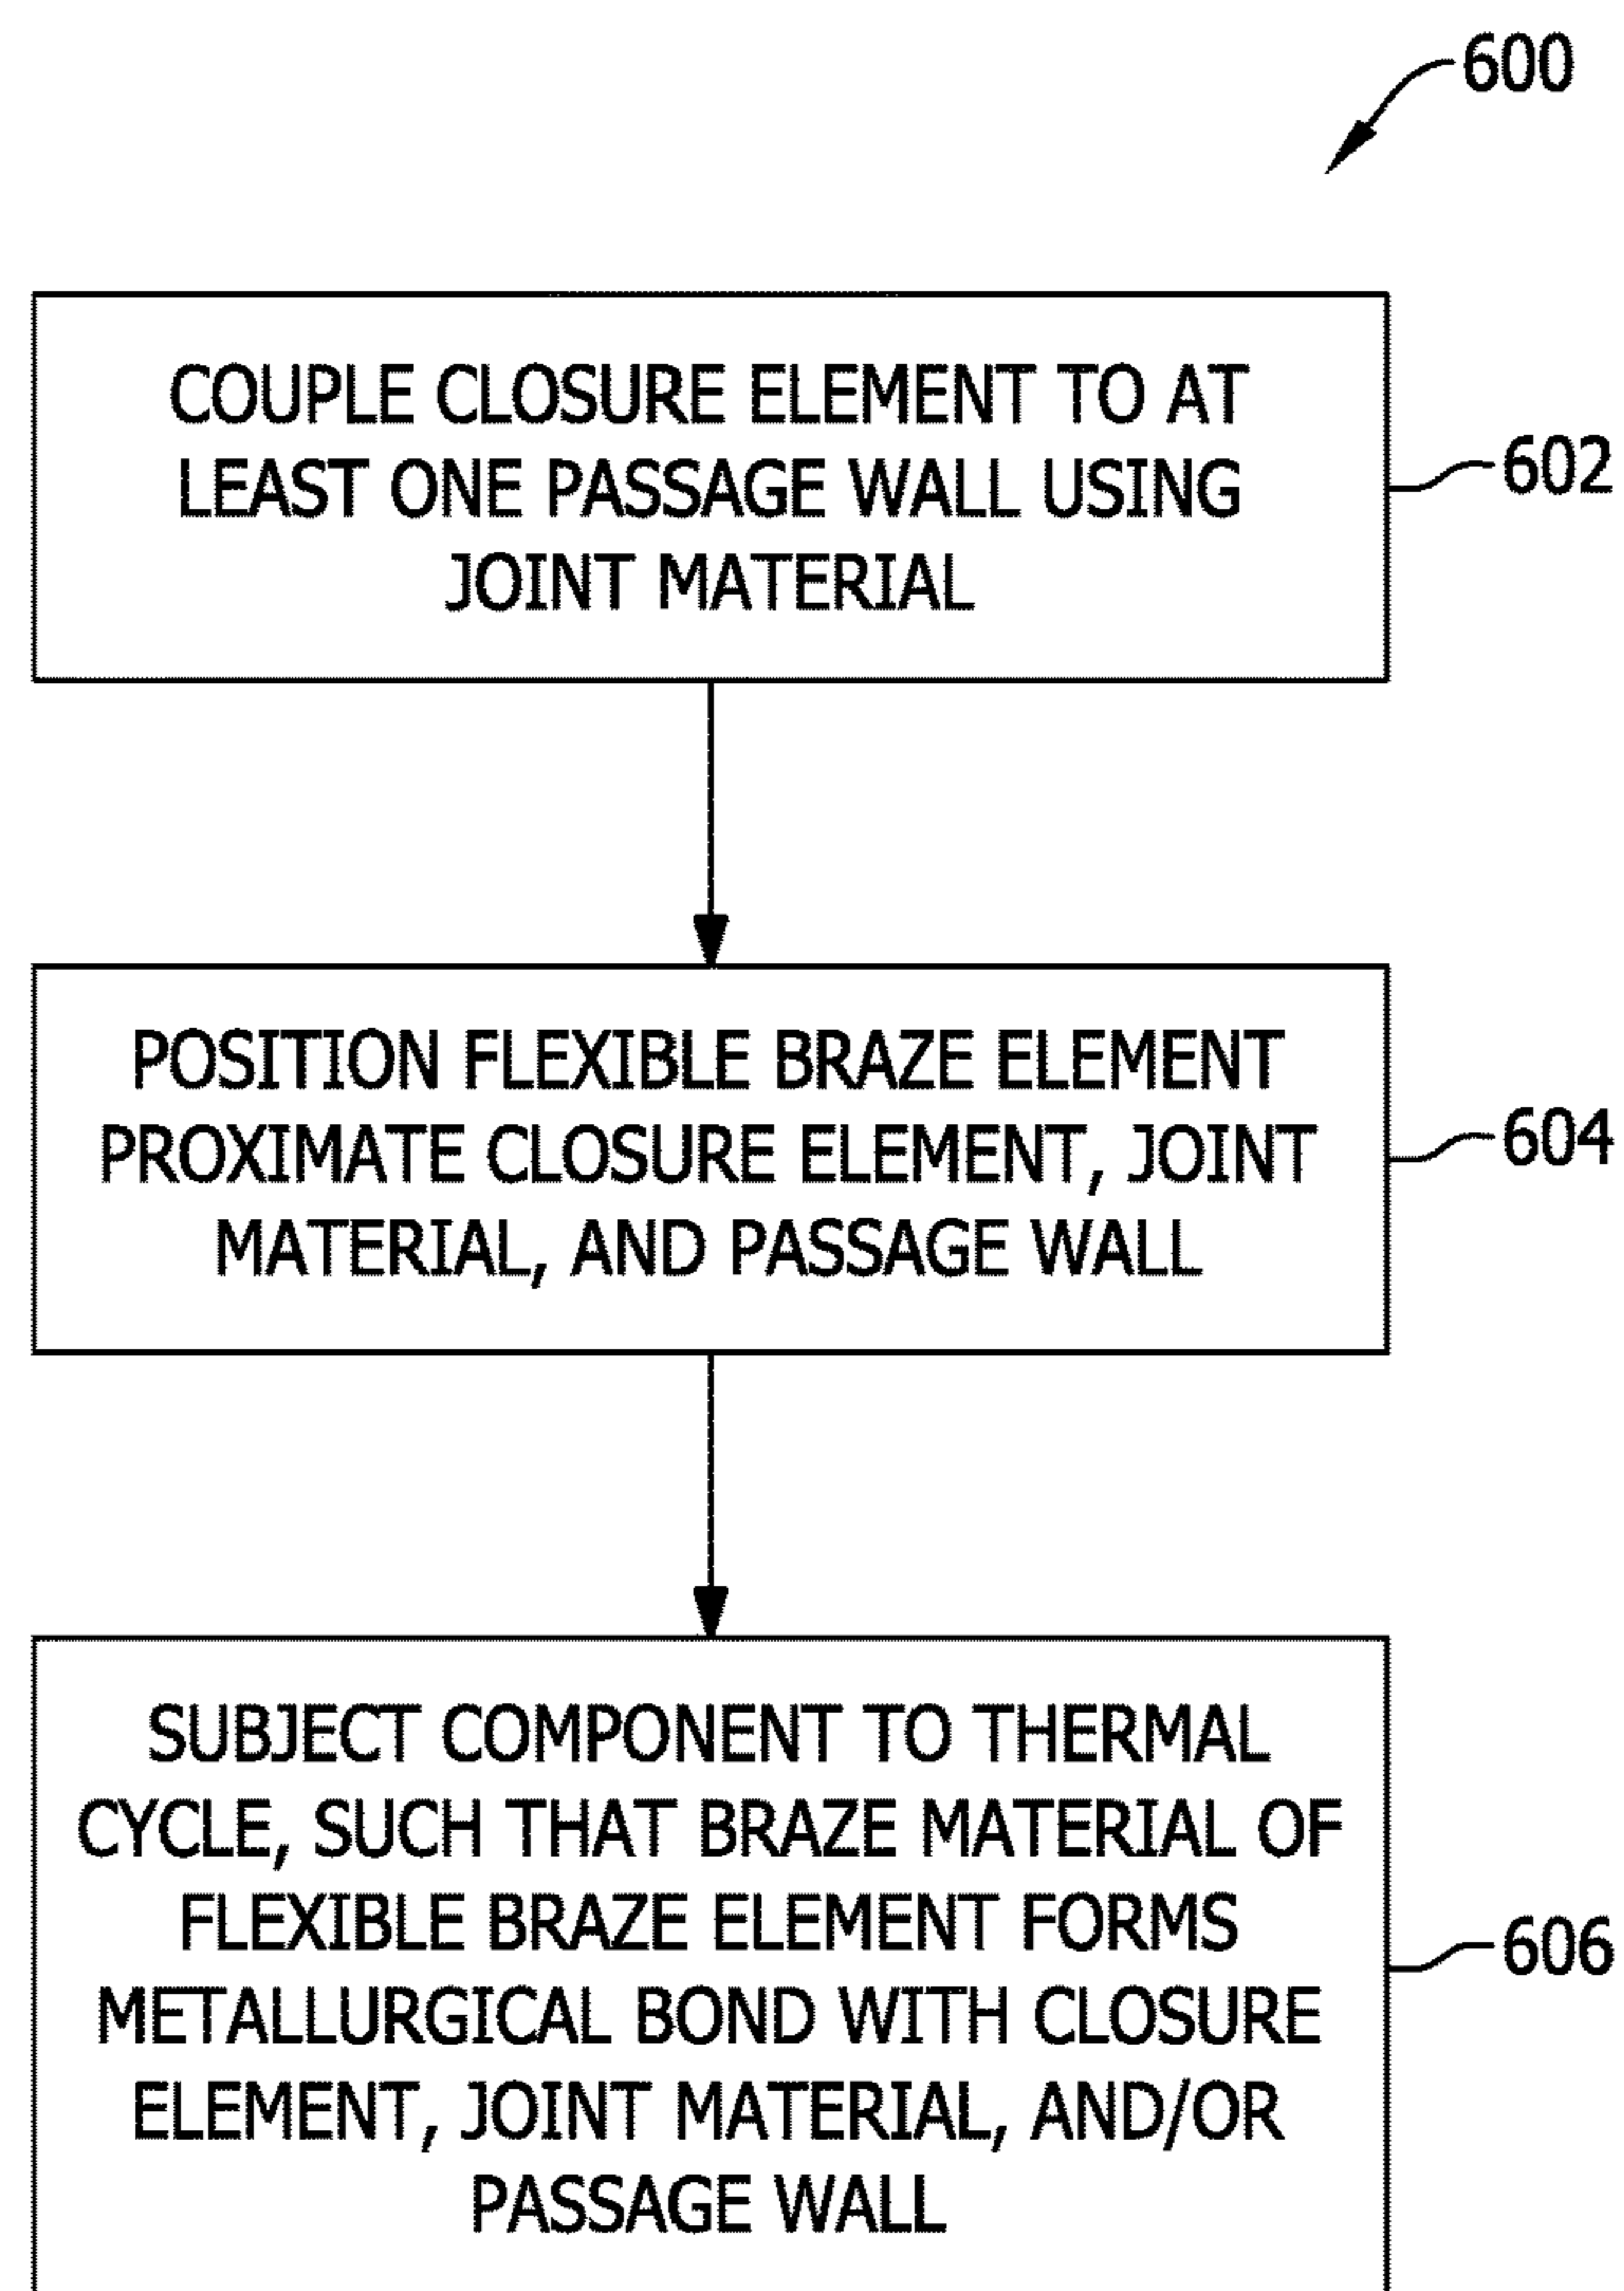 600
COUPLE CLOSURE ELEMENT TO AT
LEAST ONE PASSAGE WALL USING
JOINT MATERIAL
602
POSITION FLEXIBLE BRAZE ELEMENT
PROXIMATE CLOSURE ELEMENT, JOINT
MATERIAL, AND PASSAGE WALL
604
SUBJECT COMPONENT TO THERMAL
CYCLE, SUCH THAT BRAZE MATERIAL OF
FLEXIBLE BRAZE ELEMENT FORMS
METALLURGICAL BOND WITH CLOSURE
ELEMENT, JOINT MATERIAL, AND/OR
PASSAGE WALL
606